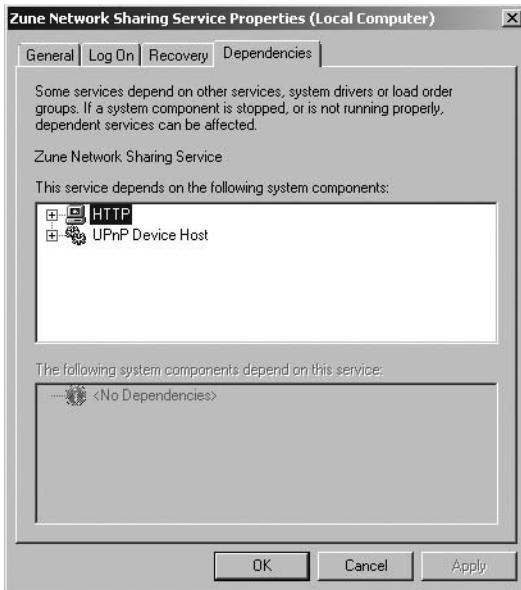 Zune Network Sharing Service Properties (Local Computer)
General Log On Recovery Dependencies
Some services depend on other services, system drivers or load order
groups. If a system component is stopped, or is not running properly,
dependent services can be affected.
Zune Network Sharing Service
This service depends on the following system components:
HTTP
UPnP Device Host
The following system components depend on this service:
<No Dependencies>
OK Cancel Apply